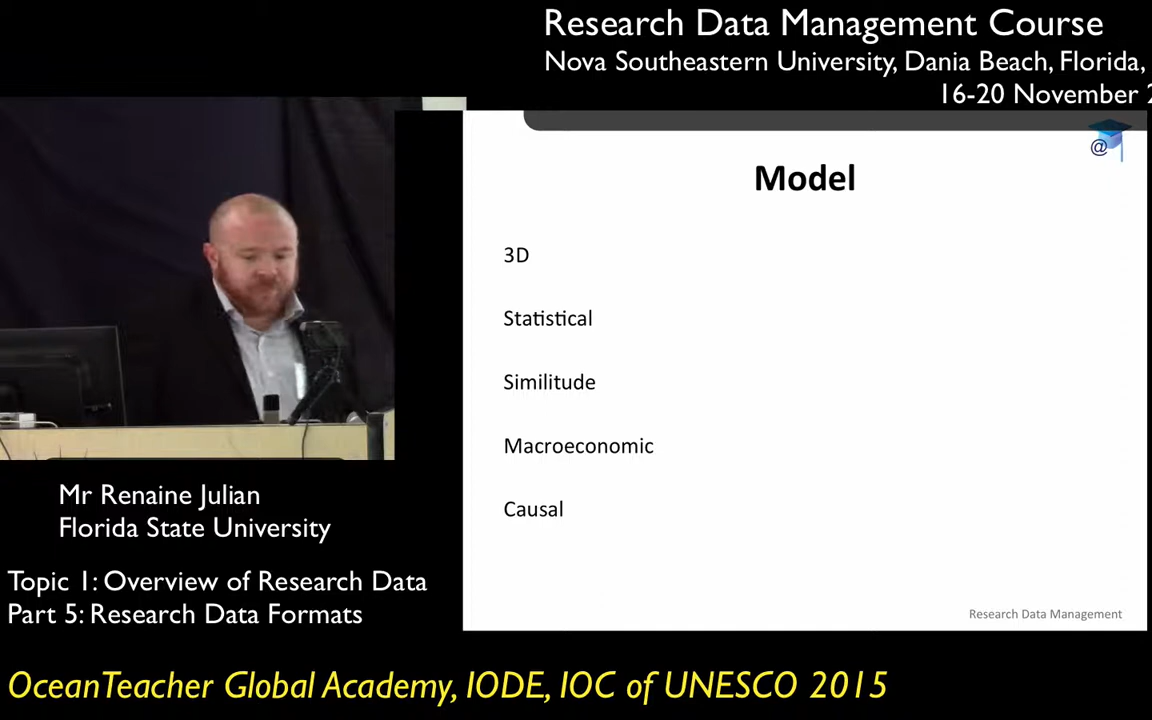 Research Data Management Course
Nova Southeastern University, Dania Beach, Florida,
16-20 November
@
Model
3D
Statistical
Similitude
Macroeconomic
Causal
Research Data Management
Mr Renaine Julian
Florida State University
Topic 1: Overview of Research Data
Part 5: Research Data Formats
OceanTeacher Global Academy, IODE, IOC of UNESCO 2015